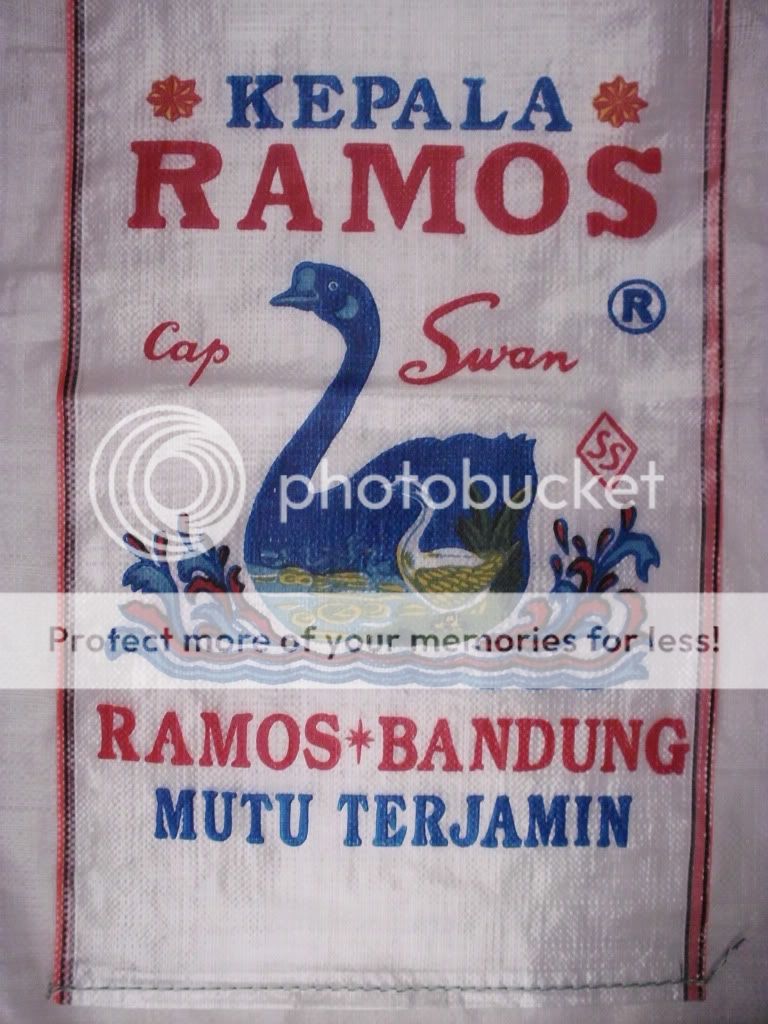 KEPALA
RAMOS
®
Cap Swan
SS
photobucket
Protect more of your memories for less!
RAMOS * BANDUNG
MUTU TERJAMIN